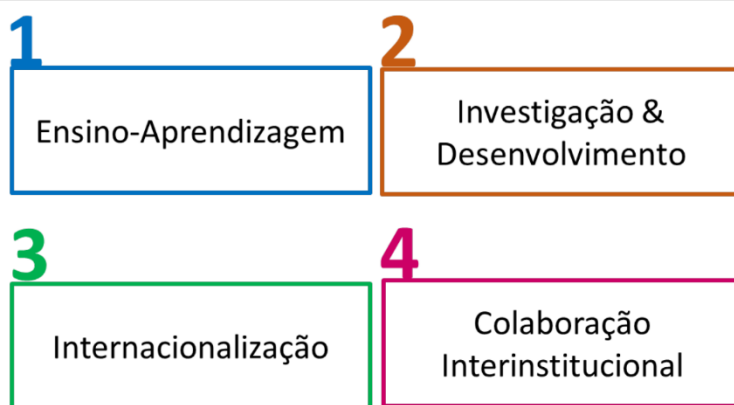 1
Ensino-Aprendizagem
2
Investigação &
Desenvolvimento
3
Internacionalização
4
Colaboração
Interinstitucional